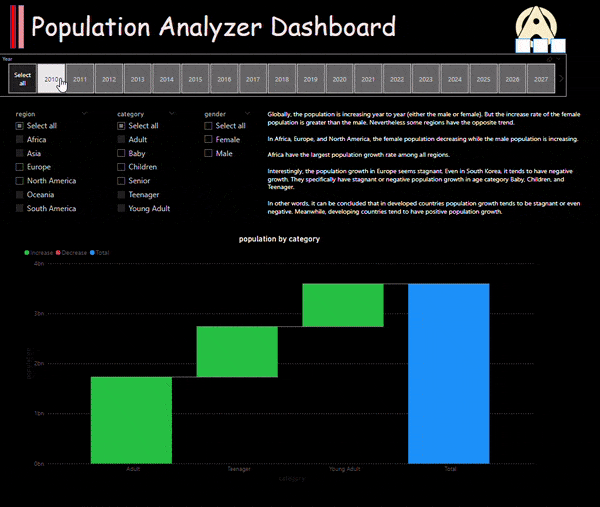 Population Analyzer Dashboard
Year
Select all 2010 2011 2012 2013 2014 2015 2016 2017 2018 2019 2020 2021 2022 2023 2024 2025 2026 2027
region category gender
Select all Select all Select all
Africa Adult Female
Asia Baby Male
Europe Children
North America Senior
Oceania Teenager
South America Young Adult
Globally, the population is increasing year to year (either the male or female). But the increase rate of the female
population is greater than the male. Nevertheless some regions have the opposite trend.
In Africa, Europe, and North America, the female population decreasing while the male population is increasing.
Africa have the largest population growth rate among all regions.
Interestingly, the population growth in Europe seems stagnant. Even in South Korea, it tends to have negative
growth. They specifically have stagnant or negative population growth in age category Baby, Children, and
Teenager.
In other words, it can be concluded that in developed countries population growth tends to be stagnant or even
negative. Meanwhile, developing countries tend to have positive population growth.
population by category
Increase Decrease Total
4bn
3bn
2bn
1bn
0bn
population
Adult Teenager Young Adult Total
category